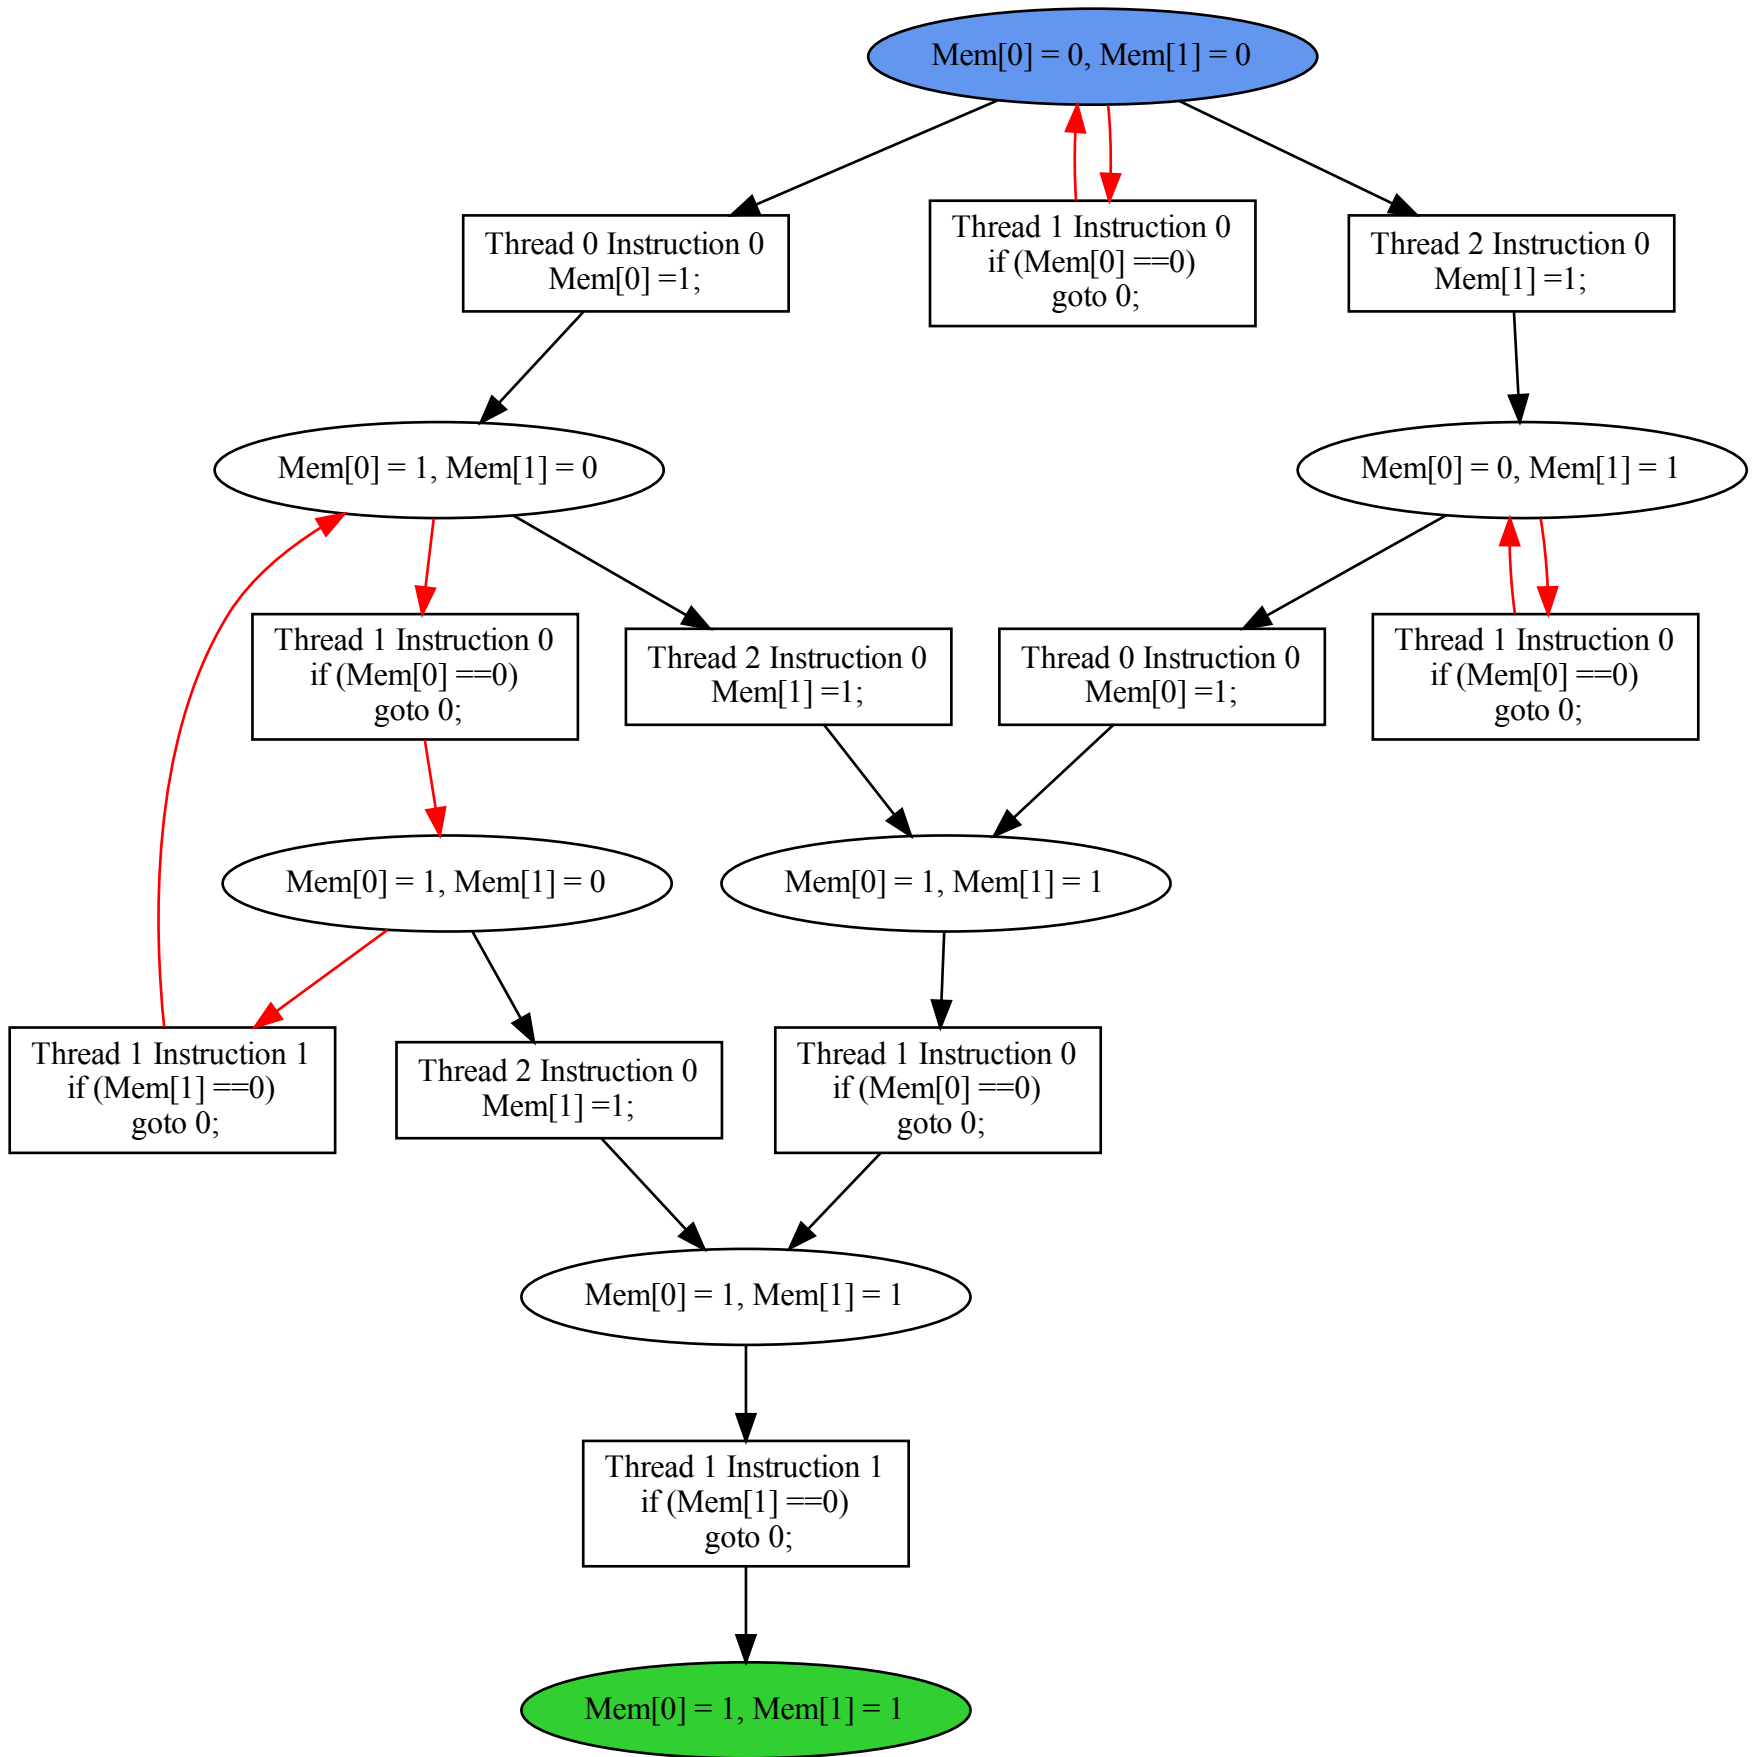 Mem[0] = 0, Mem[1] = 0
Thread 0 Instruction 0
Mem[0] =1;
Thread 1 Instruction 0
if (Mem[0] ==0)
goto 0;
Thread 2 Instruction 0
Mem[1] =1;
Mem[0] = 1, Mem[1] = 0
Mem[0] = 0, Mem[1] = 1
Thread 1 Instruction 0
if (Mem[0] ==0)
goto 0;
Thread 2 Instruction 0
Mem[1] =1;
Thread 0 Instruction 0
Mem[0] =1;
Thread 1 Instruction 0
if (Mem[0] ==0)
goto 0;
Mem[0] = 1, Mem[1] = 0
Mem[0] = 1, Mem[1] = 1
Thread 1 Instruction 1
if (Mem[1] ==0)
goto 0;
Thread 2 Instruction 0
Mem[1] =1;
Thread 1 Instruction 0
if (Mem[0] ==0)
goto 0;
Mem[0] = 1, Mem[1] = 1
Thread 1 Instruction 1
if (Mem[1] ==0)
goto 0;
Mem[0] = 1, Mem[1] = 1